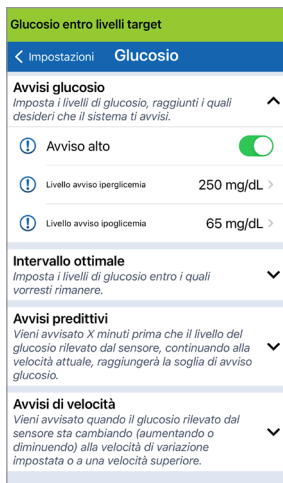 Glucosio entro livelli target
Impostazioni Glucosio
Avvisi glucosio
Imposta i livelli di glucosio, raggiunti i quali
desideri che il sistema ti avvisi.
Avviso alto
Livello avviso iperglicemia 250 mg/dL
Livello avviso ipoglicemia 65 mg/dL
Intervallo ottimale
Imposta i livelli di glucosio entro i quali
vorresti rimanere.
Avvisi predittivi
Vieni avvisato X minuti prima che il livello del
glucosio rilevato dal sensore, continuando alla
velocità attuale, raggiungerà la soglia di avviso
glucosio.
Avvisi di velocità
Vieni avvisato quando il glucosio rilevato dal
sensore sta cambiando (aumentando o
diminuendo) alla velocità di variazione
impostata o a una velocità superiore.